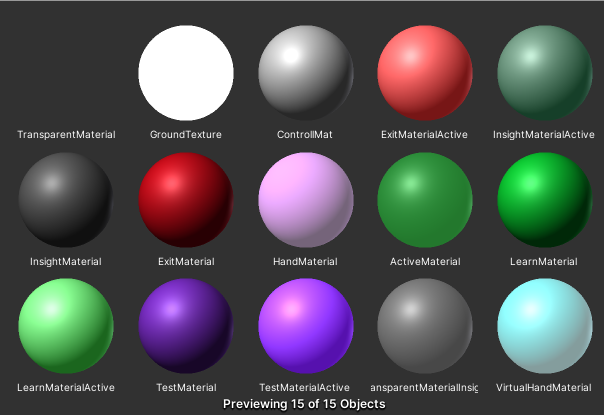 TransparentMaterial GroundTexture ControllMat ExitMaterialActive InsightMaterialActive
InsightMaterial ExitMaterial HandMaterial ActiveMaterial LearnMaterial
LearnMaterialActive TestMaterial TestMaterialActive ansparentMaterialInsig VirtualHandMaterial
Previewing 15 of 15 Objects